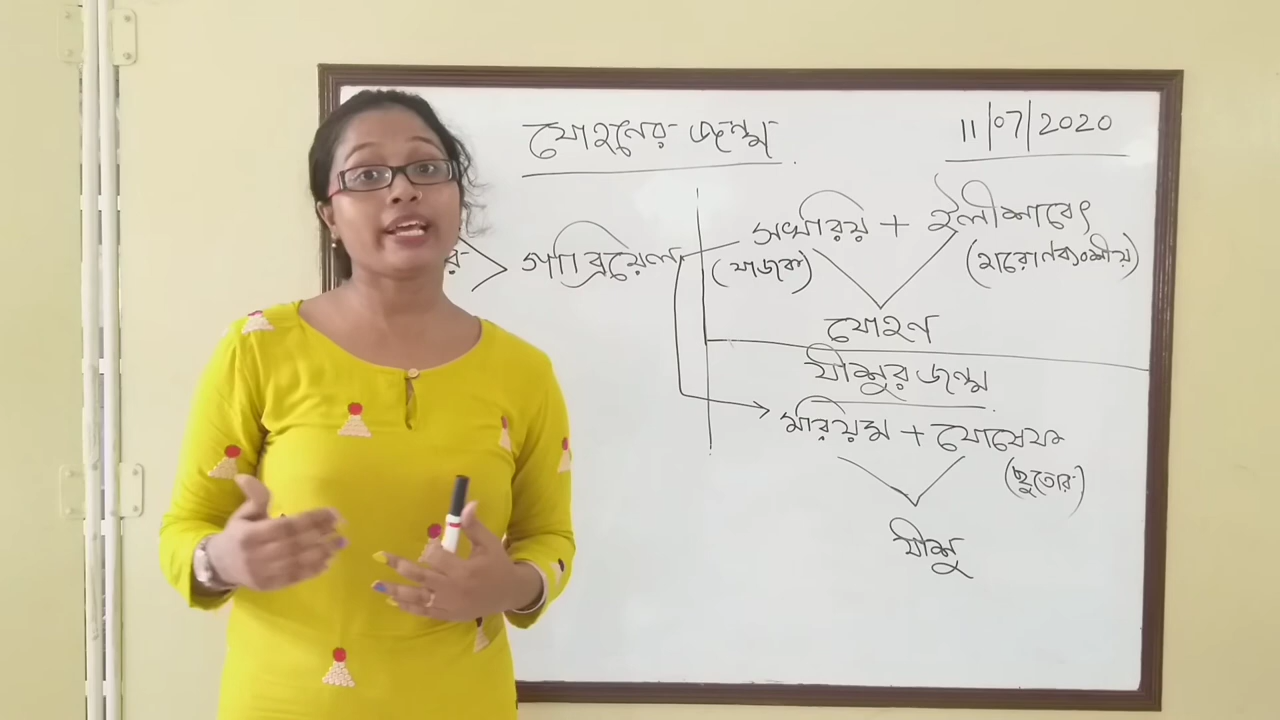 যোহনের জন্ম
11/07/2020
র
গাব্রিয়েল
সখরিয় + ইলীশাবেৎ
(যাজক) (হারোণবংশীয়)
যোহন
যীশুর জন্ম
মরিয়ম + যোষেফ
(ছুতোর)
যীশু